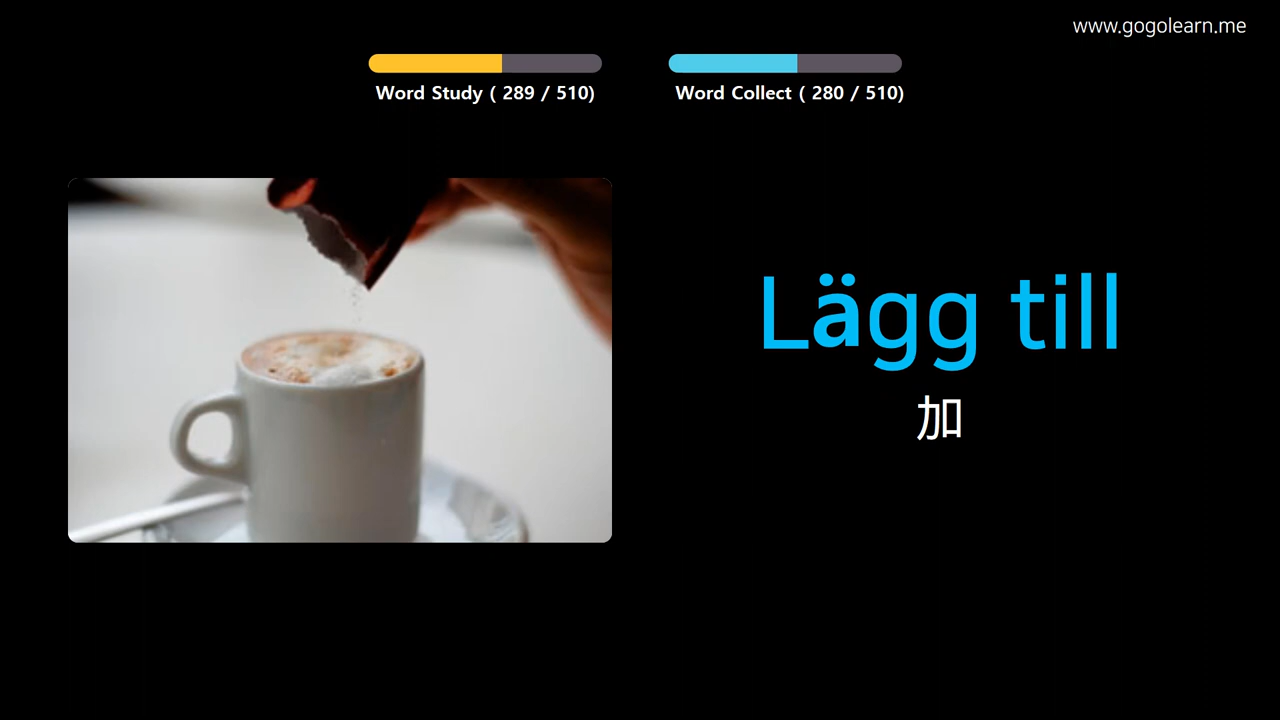 www.gogolearn.me
Word Study ( 289 / 510)
Word Collect ( 280 / 510)
Lägg till
加